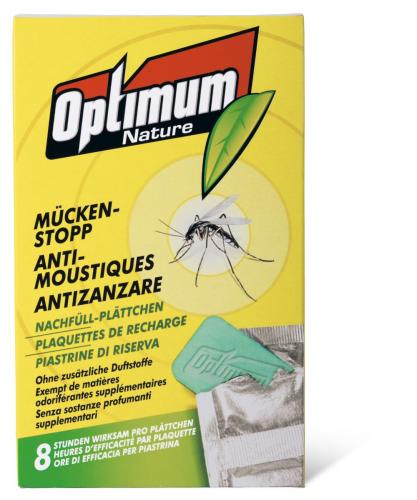 Optimum
Nature
MÜCKEN-
STOPP
ANTI-
MOUSTIQUES
ANTIZANZARE
NACHFÜLL-PLÄTTCHEN
PLAQUETTES DE RECHARGE
PIASTRINE DI RISERVA
Optimum
Ohne zusätzliche Duftstoffe
Exempt de matières
odoriférantes supplémentaires
Senza sostanze profumanti
supplementari
8 STUNDEN WIRKSAM PRO PLÄTTCHEN
HEURES D'EFFICACITÉ PAR PLAQUETTE
ORE DI EFFICACIA PER PIASTRINA